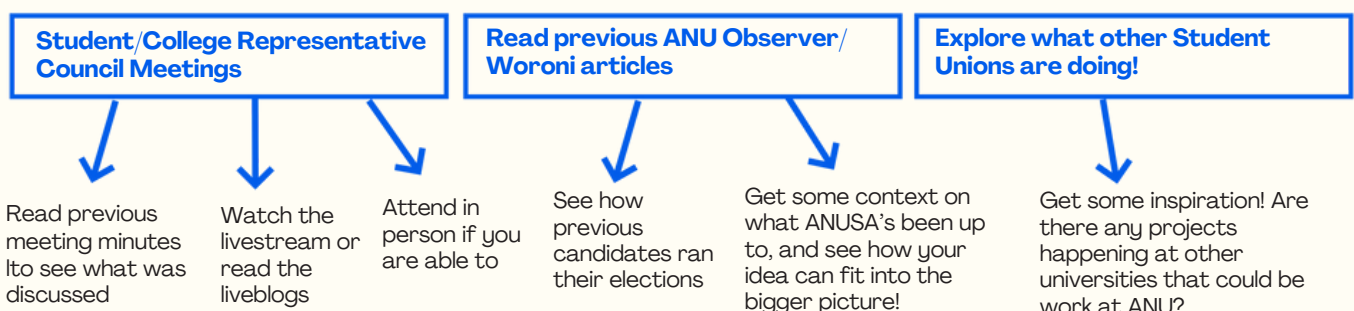 Student/College Representative
Council Meetings
Read previous ANU Observer/
Woroni articles
Explore what other Student
Unions are doing!
Read previous
meeting minutes
Ito see what was
discussed
Watch the
livestream or
read the
liveblogs
Attend in
person if you
are able to
See how
previous
candidates ran
their elections
Get some context on
what ANUSA’s been up
to, and see how your
idea can fit into the
bigger picture!
Get some inspiration! Are
there any projects
happening at other
universities that could be
work at ANU?